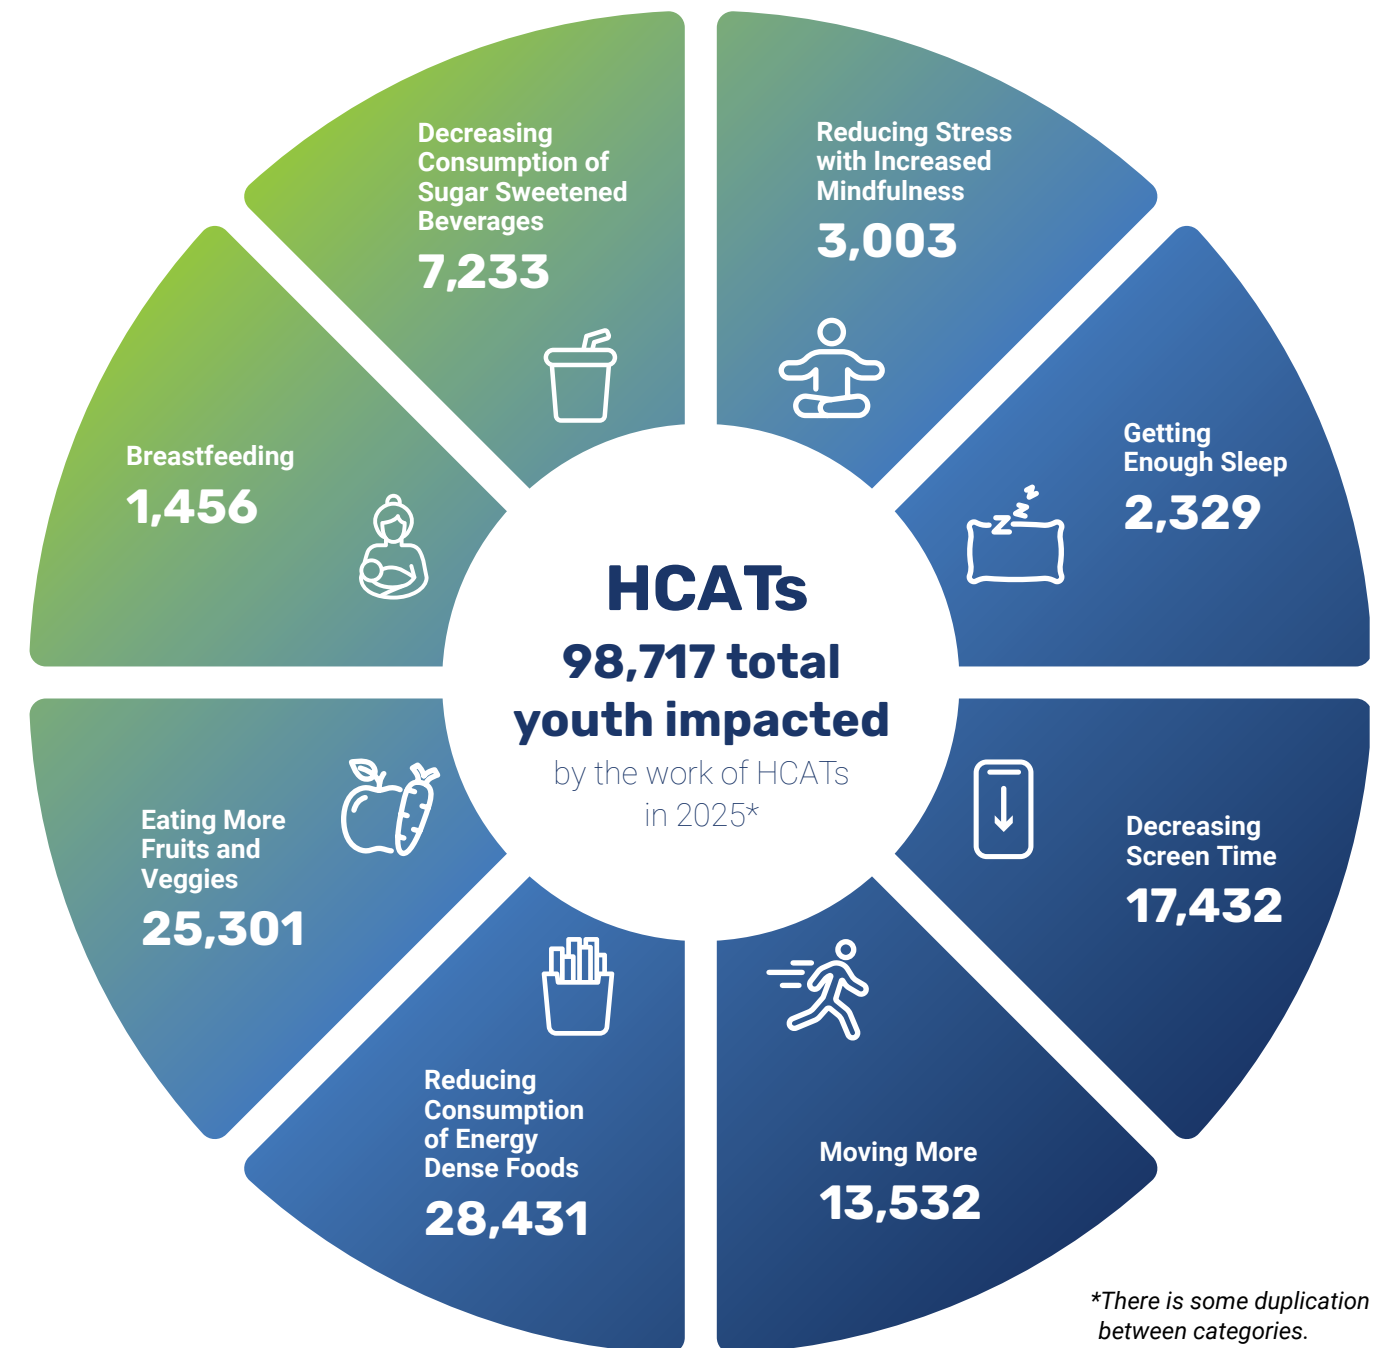 Decreasing
Consumption of
Sugar Sweetened
Beverages
7,233
Reducing Stress
with Increased
Mindfulness
3,003
Breastfeeding
1,456
Getting
Enough Sleep
2,329
z z z
HCATs
98,717 total
youth impacted
by the work of HCATs
in 2025*
Eating More
Fruits and
Veggies
25,301
Decreasing
Screen Time
17,432
Reducing
Consumption
of Energy
Dense Foods
28,431
Moving More
13,532
*There is some duplication
between categories.